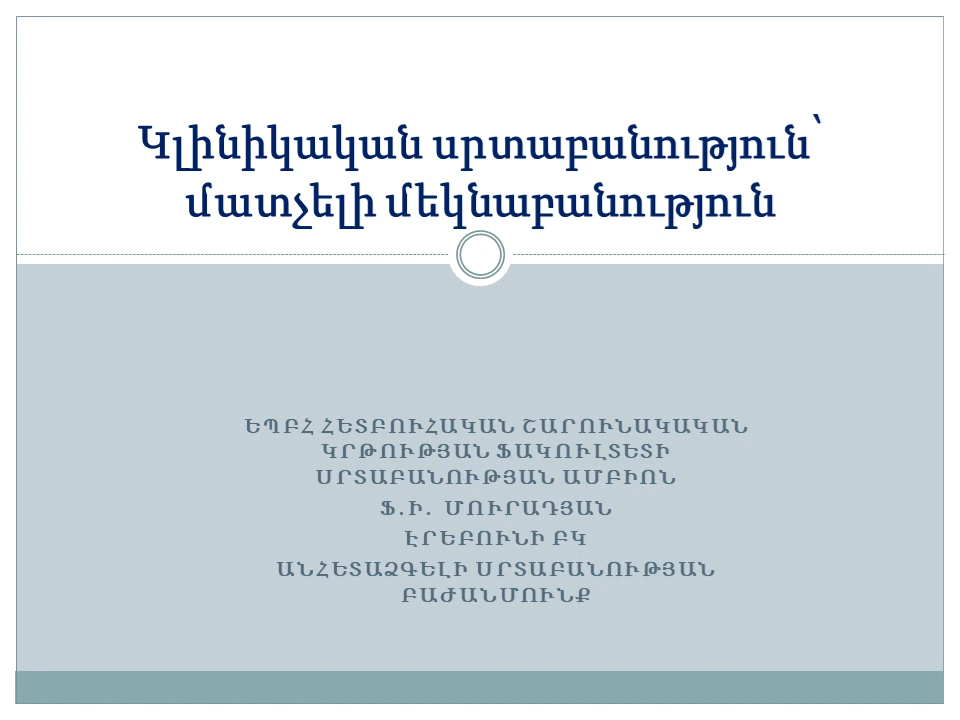 Կլինիկական սրտաբանություն՝
մատչելի մեկնաբանություն
ԵՊԲՀ ՀԵՏԲՈՒՀԱԿԱՆ ՇԱՐՈՒՆԱԿԱԿԱՆ
ԿՐԹՈՒԹՅԱՆ ՖԱԿՈՒԼՏԵՏԻ
ՍՐՏԱԲԱՆՈՒԹՅԱՆ ԱՄԲԻՈՆ
Ֆ.Ի. ՄՈՒՐԱԴՅԱՆ
ԷՐԵԲՈՒՆԻ ԲԿ
ԱՆՀԵՏԱՁԳԵԼԻ ՍՐՏԱԲԱՆՈՒԹՅԱՆ
ԲԱԺԱՆՄՈՒՆՔ